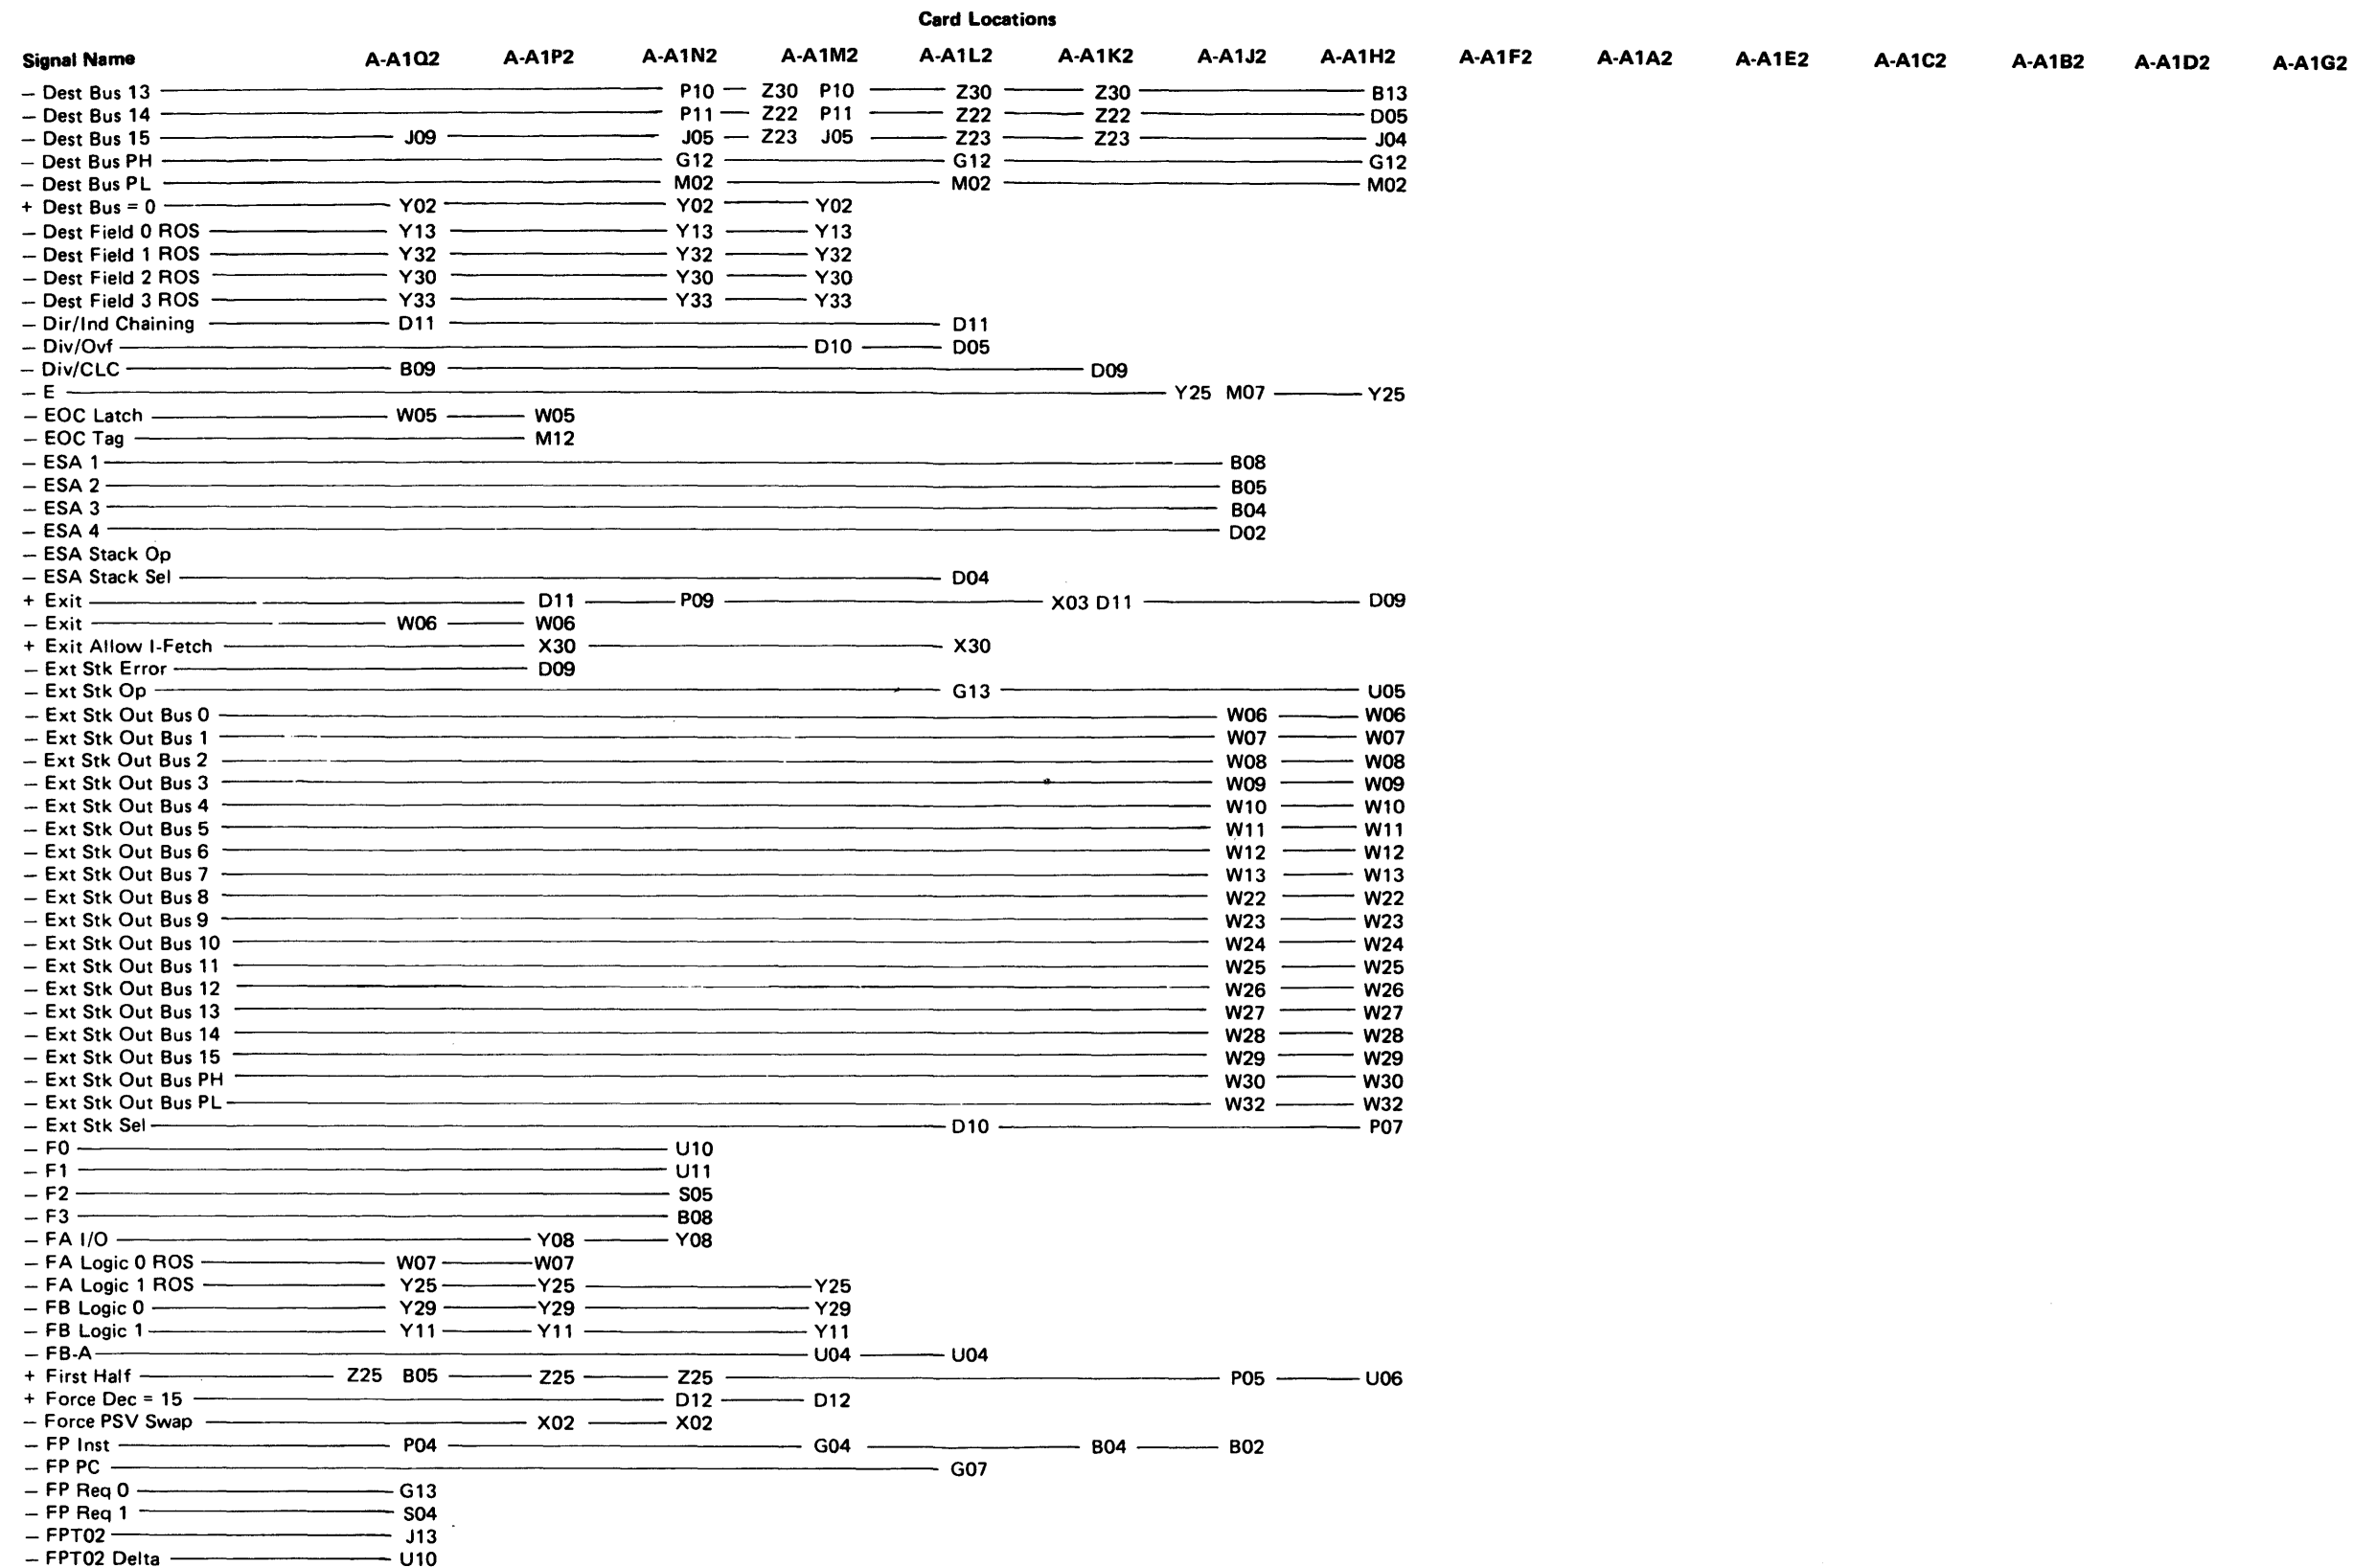 Card Locations
Signal Name A-A1Q2 A-A1P2 A-A1N2 A-A1M2 A-A1L2 A-A1K2 A-A1J2 A-A1H2 A-A1F2 A-A1A2 A-A1E2 A-A1C2 A-A1B2 A-A1D2 A-A1G2
– Dest Bus 13 P10 Z30 P10 Z30 Z30 B13
– Dest Bus 14 P11 Z22 P11 Z22 Z22 D05
– Dest Bus 15 J09 J05 Z23 J05 Z23 Z23 J04
– Dest Bus PH G12 G12 G12
– Dest Bus PL M02 M02 M02
+ Dest Bus = 0 Y02 Y02 Y02
– Dest Field 0 ROS Y13 Y13 Y13
– Dest Field 1 ROS Y32 Y32 Y32
– Dest Field 2 ROS Y30 Y30 Y30
– Dest Field 3 ROS Y33 Y33 Y33
– Dir/Ind Chaining D11 D11
– Div/Ovf D10 D05
– Div/CLC B09 D09
– E Y25 M07 Y25
– EOC Latch W05 W05
– EOC Tag M12
– ESA 1 B08
– ESA 2 B05
– ESA 3 B04
– ESA 4 D02
– ESA Stack Op
– ESA Stack Sel D04
+ Exit D11 P09 X03 D11 D09
– Exit W06 W06
+ Exit Allow I-Fetch X30 X30
– Ext Stk Error D09
– Ext Stk Op G13 U05
– Ext Stk Out Bus 0 W06 W06
– Ext Stk Out Bus 1 W07 W07
– Ext Stk Out Bus 2 W08 W08
– Ext Stk Out Bus 3 W09 W09
– Ext Stk Out Bus 4 W10 W10
– Ext Stk Out Bus 5 W11 W11
– Ext Stk Out Bus 6 W12 W12
– Ext Stk Out Bus 7 W13 W13
– Ext Stk Out Bus 8 W22 W22
– Ext Stk Out Bus 9 W23 W23
– Ext Stk Out Bus 10 W24 W24
– Ext Stk Out Bus 11 W25 W25
– Ext Stk Out Bus 12 W26 W26
– Ext Stk Out Bus 13 W27 W27
– Ext Stk Out Bus 14 W28 W28
– Ext Stk Out Bus 15 W29 W29
– Ext Stk Out Bus PH W30 W30
– Ext Stk Out Bus PL W32 W32
– Ext Stk Sel D10 P07
– F0 U10
– F1 U11
– F2 S05
– F3 B08
– FA I/O Y08 Y08
– FA Logic 0 ROS W07 W07
– FA Logic 1 ROS Y25 Y25 Y25
– FB Logic 0 Y29 Y29 Y29
– FB Logic 1 Y11 Y11 Y11
– FB-A U04 U04
+ First Half Z25 B05 Z25 Z25 P05 U06
+ Force Dec = 15 D12 D12
– Force PSV Swap X02 X02
– FP Inst P04 G04 B04 B02
– FP PC G07
– FP Req 0 G13
– FP Req 1 S04
– FPT02 J13
– FPT02 Delta U10